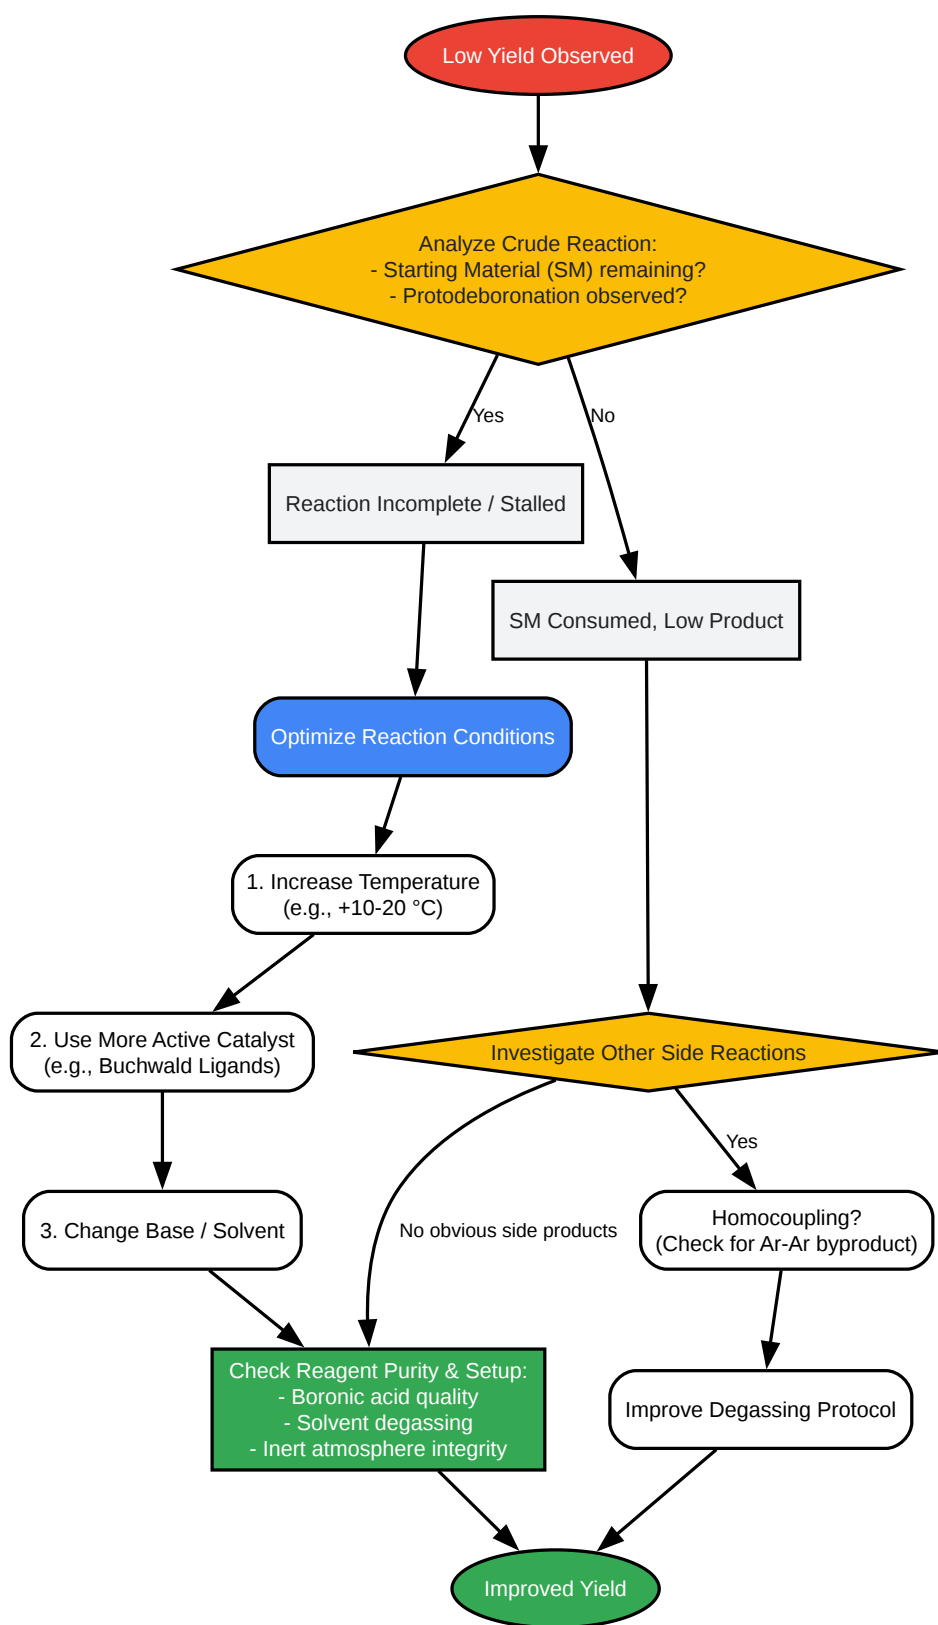 Low Yield Observed
Analyze Crude Reaction:
- Starting Material (SM) remaining?
- Protodeboronation observed?
Yes
No
Reaction Incomplete / Stalled
SM Consumed, Low Product
Optimize Reaction Conditions
1. Increase Temperature
(e.g., +10-20 °C)
2. Use More Active Catalyst
(e.g., Buchwald Ligands)
Investigate Other Side Reactions
Yes
3. Change Base / Solvent
No obvious side products
Homocoupling?
(Check for Ar-Ar byproduct)
Check Reagent Purity & Setup:
- Boronic acid quality
- Solvent degassing
- Inert atmosphere integrity
Improve Degassing Protocol
Improved Yield